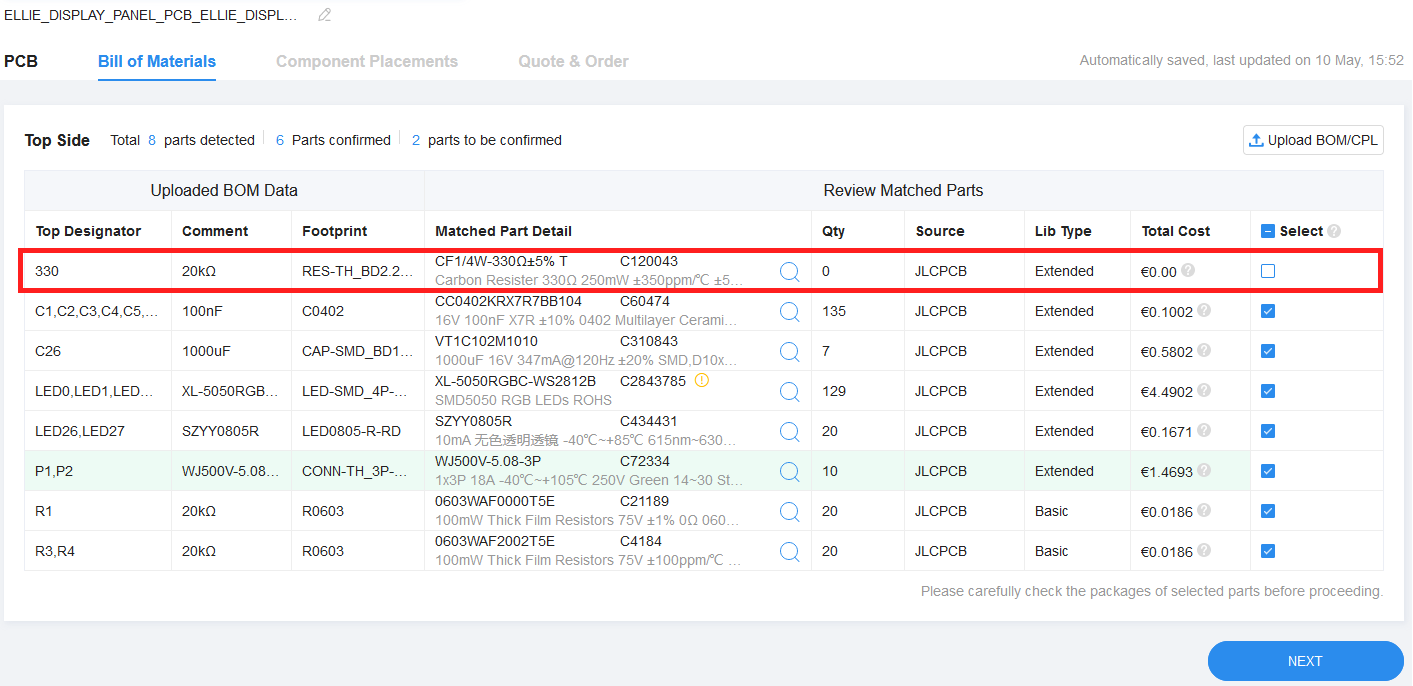 ELLIE_DISPLAY_PANEL_PCB_ELLIE_DISPL...
PCB Bill of Materials Component Placements Quote & Order Automatically saved, last updated on 10 May, 15:52
Top Side Total 8 parts detected 6 Parts confirmed 2 parts to be confirmed Upload BOM/CPL
Uploaded BOM Data Review Matched Parts
Top Designator Comment Footprint Matched Part Detail Qty Source Lib Type Total Cost Select ?
330 20kΩ RES-TH_BD2.2... CF1/4W-330Ω±5% T C120043 0 JLCPCB Extended €0.00 ?
Carbon Resister 330Ω 250mW ±350ppm/℃ ±5...
C1,C2,C3,C4,C5,... 100nF C0402 CC0402KRX7R7BB104 C60474 135 JLCPCB Extended €0.1002 ?
16V 100nF X7R ±10% 0402 Multilayer Cerami...
C26 1000uF CAP-SMD_BD1... VT1C102M1010 C310843 7 JLCPCB Extended €0.5802 ?
1000uF 16V 347mA@120Hz ±20% SMD,D10x...
LED0,LED1,LED... XL-5050RGB... LED-SMD_4P-... XL-5050RGBC-WS2812B C2843785 ! 129 JLCPCB Extended €4.4902 ?
SMD5050 RGB LEDs ROHS
LED26,LED27 SZYY0805R LED0805-R-RD SZYY0805R C434431 20 JLCPCB Extended €0.1671 ?
10mA 无色透明透镜 -40℃~+85℃ 615nm~630...
P1,P2 WJ500V-5.08... CONN-TH_3P-... WJ500V-5.08-3P C72334 10 JLCPCB Extended €1.4693 ?
1x3P 18A -40℃~+105℃ 250V Green 14~30 St...
R1 20kΩ R0603 0603WAF0000T5E C21189 20 JLCPCB Basic €0.0186 ?
100mW Thick Film Resistors 75V ±1% 0Ω 060...
R3,R4 20kΩ R0603 0603WAF2002T5E C4184 20 JLCPCB Basic €0.0186 ?
100mW Thick Film Resistors 75V ±100ppm/℃ ...
Please carefully check the packages of selected parts before proceeding.
NEXT